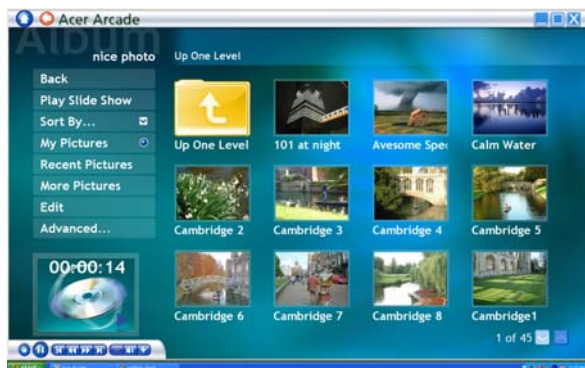 Acer Arcade
Album
nice photo
Up One Level
Back
Play Slide Show
Sort By...
My Pictures
Recent Pictures
More Pictures
Edit
Advanced...
00:00:14
Up One Level
101 at night
Avesome Spec
Calm Water
Cambridge 2
Cambridge 3
Cambridge 4
Cambridge 5
Cambridge 6
Cambridge 7
Cambridge 8
Cambridge1
1 of 45